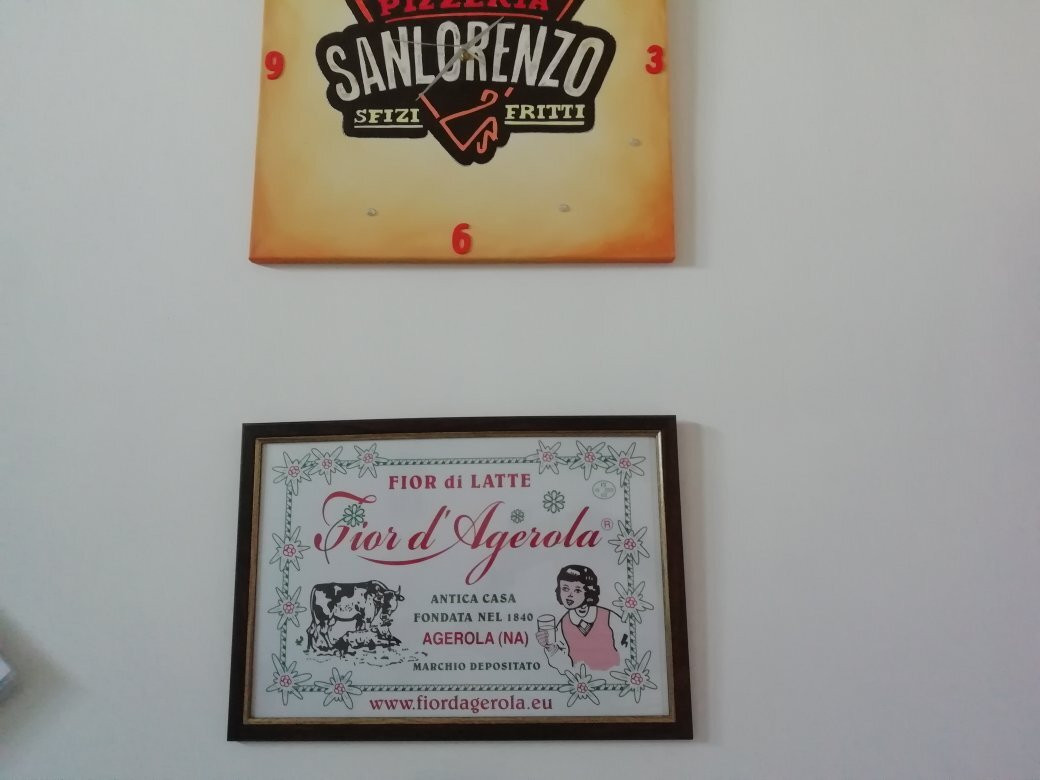 PIZZERIA
SANLORENZO
SFIZI FRITTI
9
3
6
FIOR di LATTE
Fior d'Agerola ®
ANTICA CASA
FONDATA NEL 1840
AGEROLA (NA)
MARCHIO DEPOSITATO
www.fiordagerola.eu